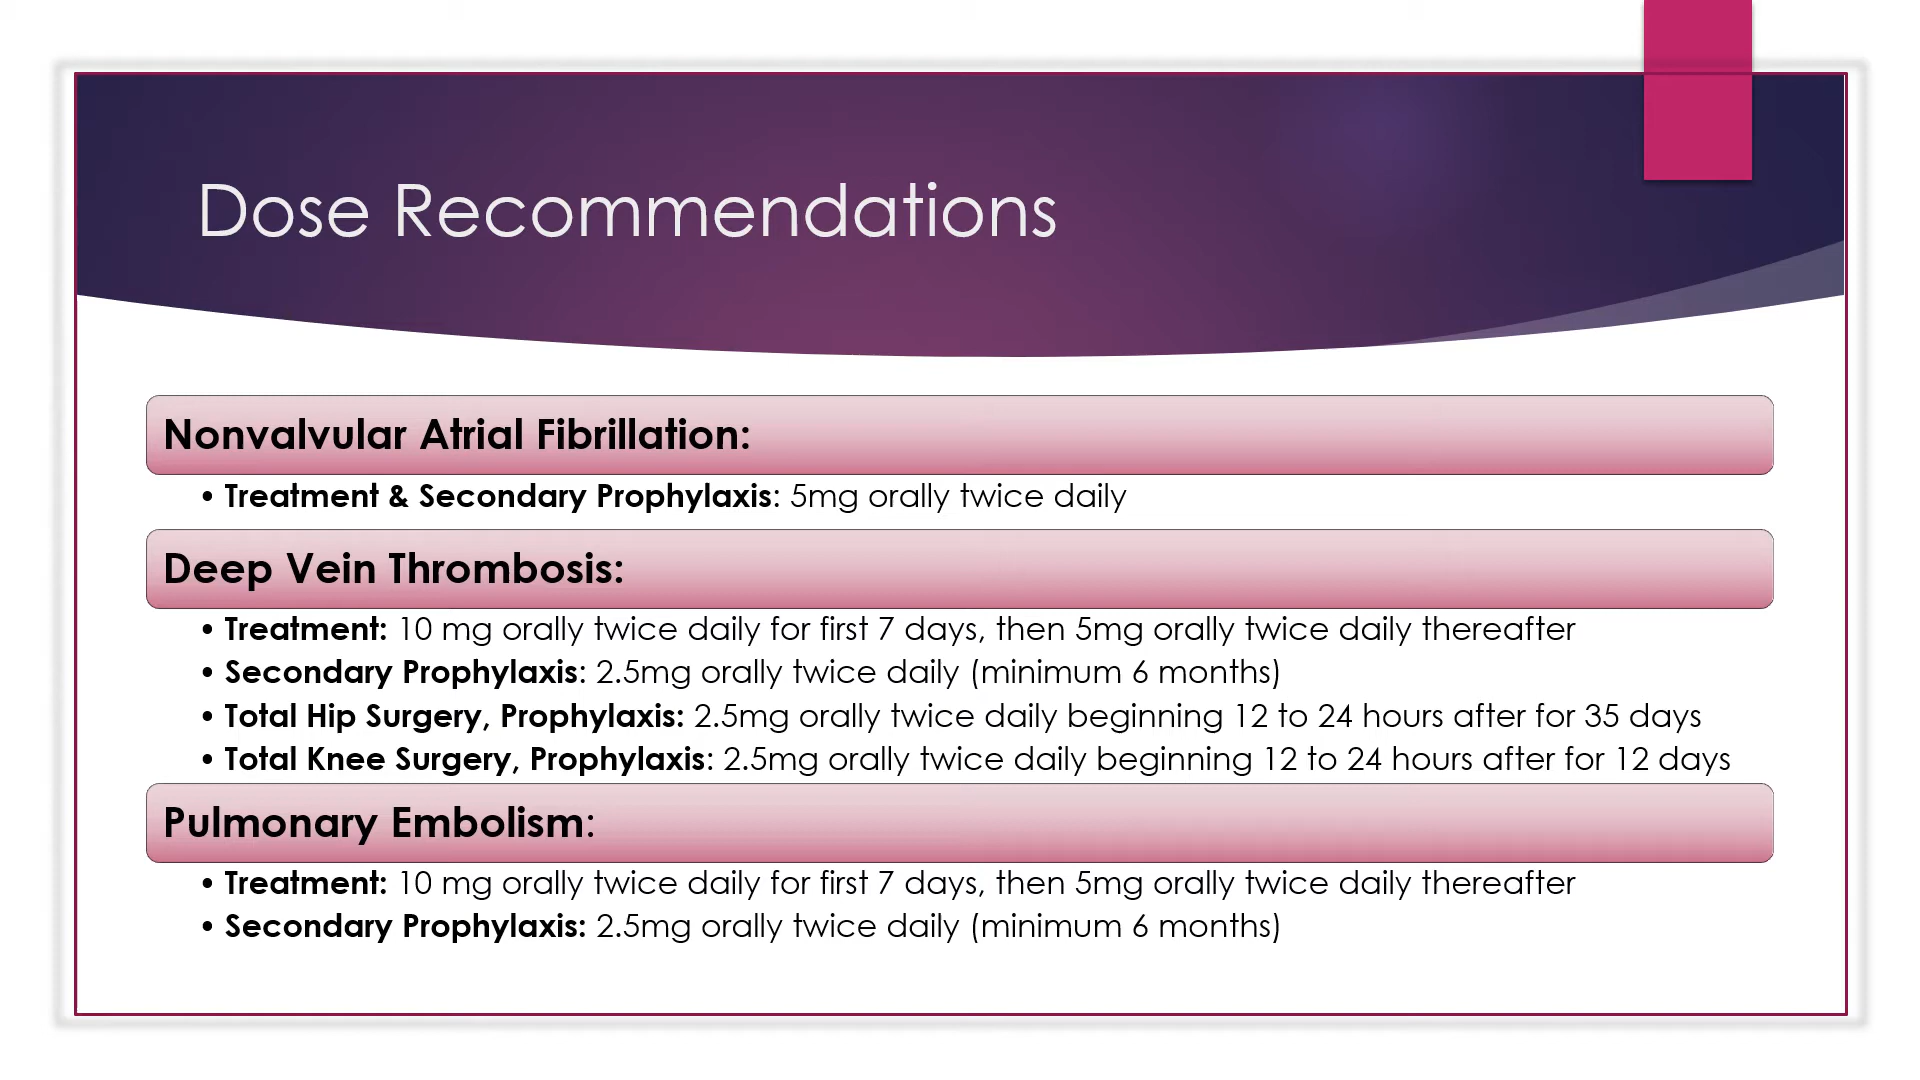 Dose Recommendations
Nonvalvular Atrial Fibrillation:
• Treatment & Secondary Prophylaxis: 5mg orally twice daily
Deep Vein Thrombosis:
• Treatment: 10 mg orally twice daily for first 7 days, then 5mg orally twice daily thereafter
• Secondary Prophylaxis: 2.5mg orally twice daily (minimum 6 months)
• Total Hip Surgery, Prophylaxis: 2.5mg orally twice daily beginning 12 to 24 hours after for 35 days
• Total Knee Surgery, Prophylaxis: 2.5mg orally twice daily beginning 12 to 24 hours after for 12 days
Pulmonary Embolism:
• Treatment: 10 mg orally twice daily for first 7 days, then 5mg orally twice daily thereafter
• Secondary Prophylaxis: 2.5mg orally twice daily (minimum 6 months)